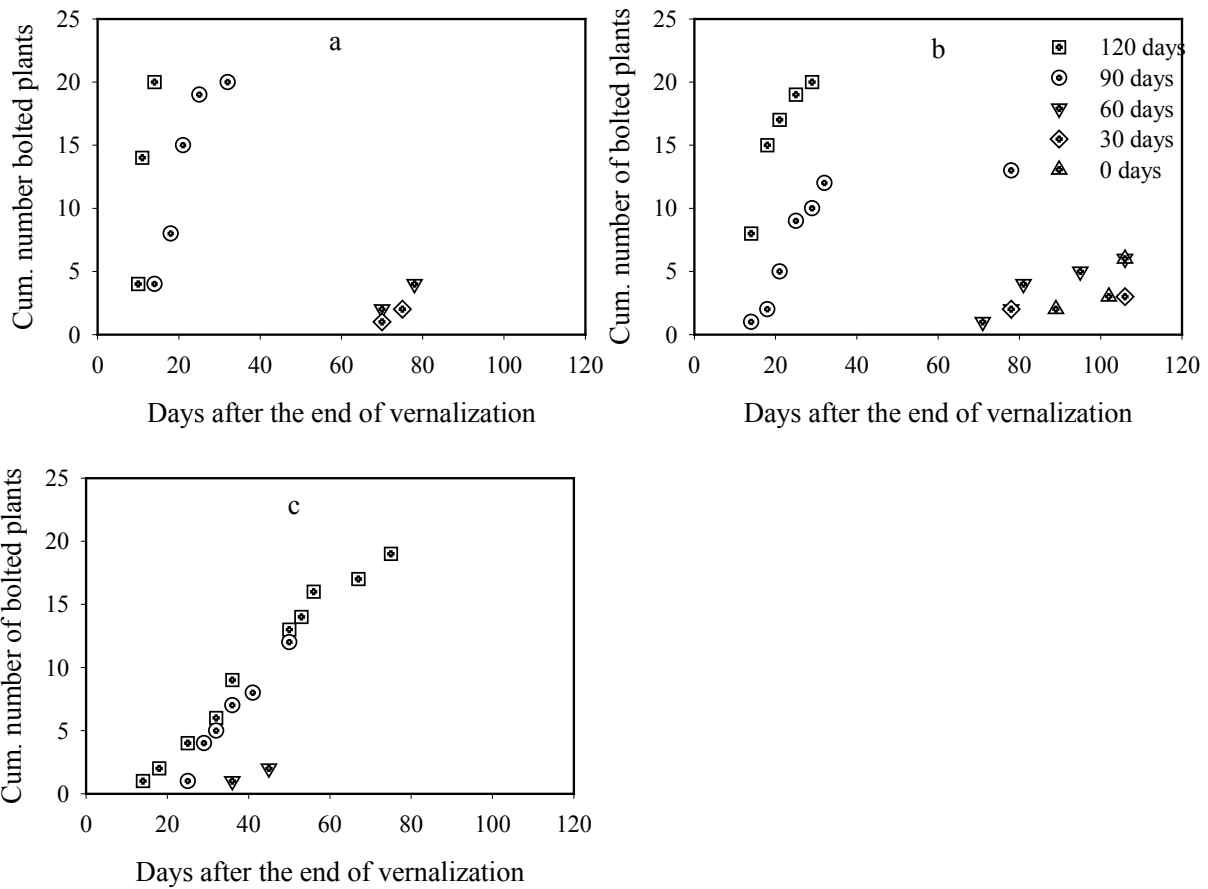 a
Cum. number bolted plants
25
20
15
10
5
0
0 20 40 60 80 100 120
Days after the end of vernalization
b
Cum. number of bolted plants
25
20
15
10
5
0
0 20 40 60 80 100 120
Days after the end of vernalization
120 days
90 days
60 days
30 days
0 days
c
Cum. number of bolted plants
25
20
15
10
5
0
0 20 40 60 80 100 120
Days after the end of vernalization